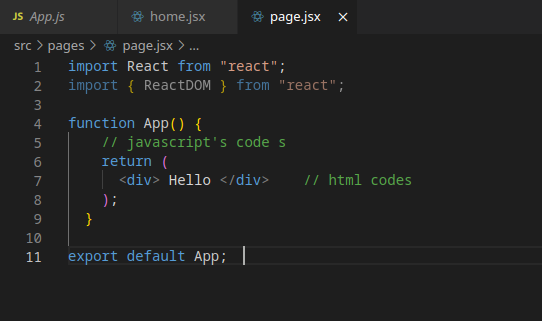 JS App.js home.jsx page.jsx ×
src > pages > page.jsx > ...
1 import React from "react";
2 import { ReactDOM } from "react";
3
4 function App() {
5 // javascript's code s
6 return (
7 <div> Hello </div> // html codes
8 );
9 }
10
11 export default App;